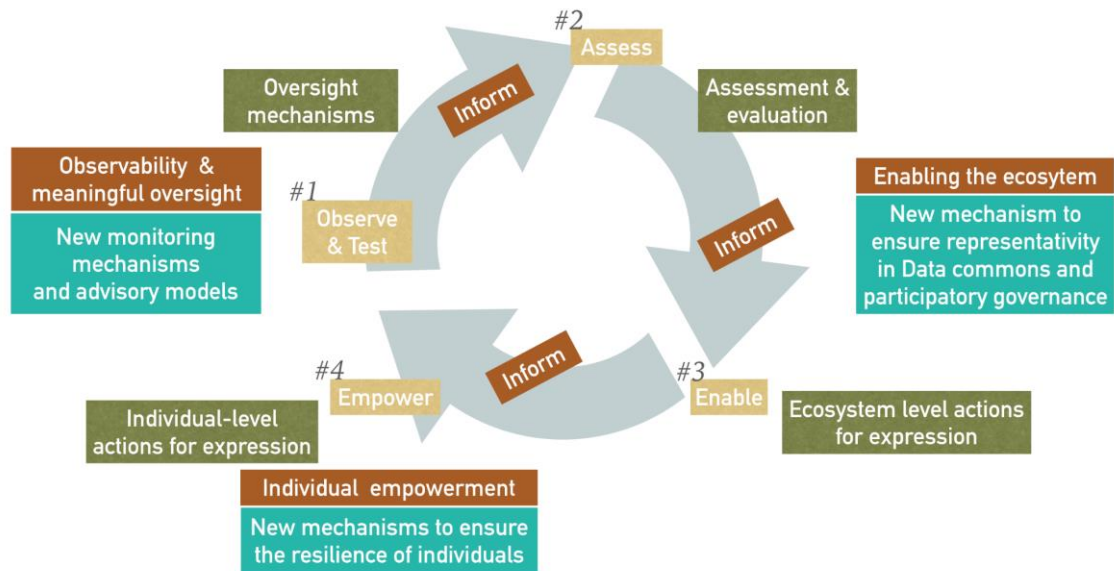 #2
Assess
Oversight
mechanisms
Inform
Assessment &
evaluation
Observability & 
meaningful oversight
New monitoring
mechanisms
and advisory models
#1
Observe
& Test
Inform
Enabling the ecosytem
New mechanism to
ensure representativity
in Data commons and
participatory governance
#4
Empower
Inform
#3
Enable
Individual-level
actions for expression
Ecosystem level actions
for expression
Individual empowerment
New mechanisms to ensure
the resilience of individuals